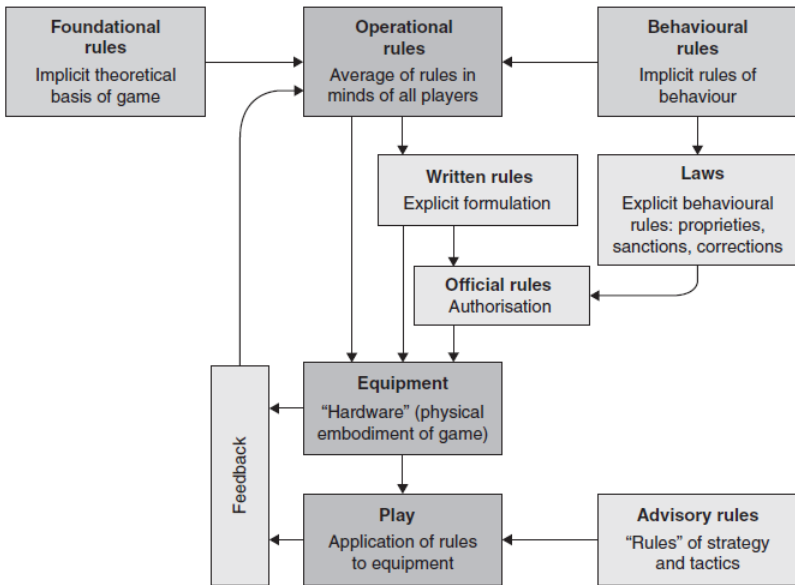 Foundational
rules
Implicit theoretical
basis of game
Operational
rules
Average of rules in
minds of all players
Behavioural
rules
Implicit rules of
behaviour
Written rules
Explicit formulation
Laws
Explicit behavioural
rules: proprieties,
sanctions, corrections
Official rules
Authorisation
Equipment
“Hardware” (physical
embodiment of game)
Feedback
Play
Application of rules
to equipment
Advisory rules
“Rules” of strategy
and tactics